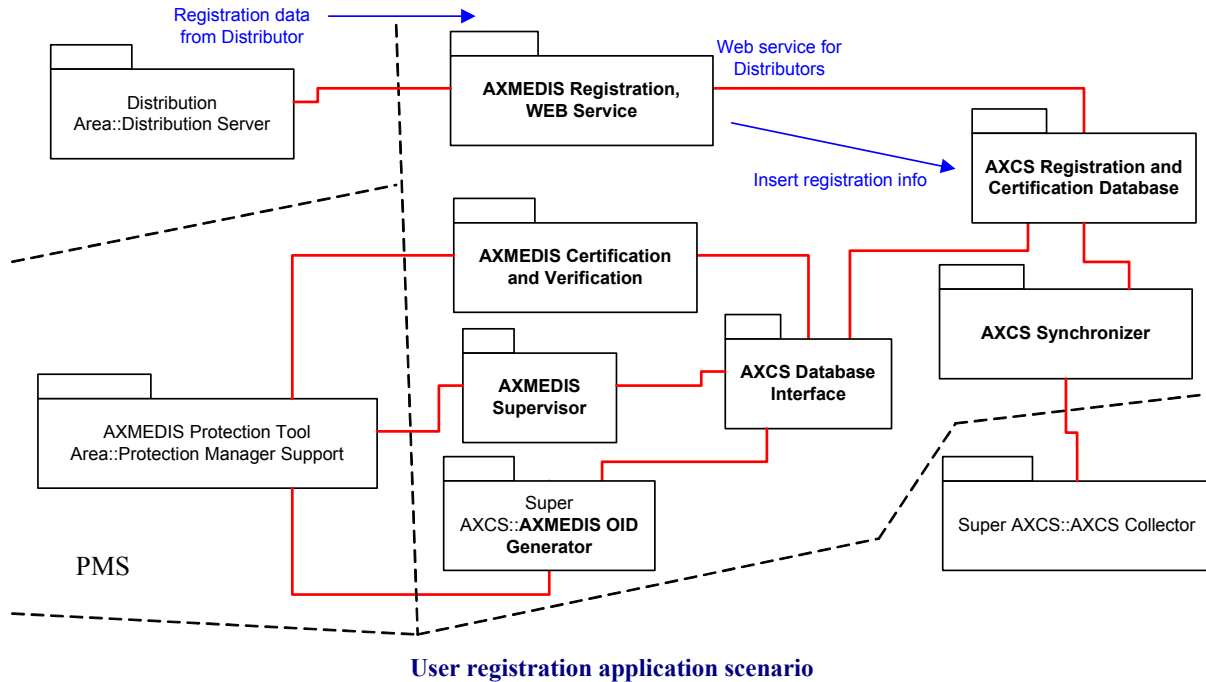 Registration data
from Distributor
Distribution
Area::Distribution Server
AXMEDIS Registration,
WEB Service
Web service for
Distributors
Insert registration info
AXCS Registration and
Certification Database
AXMEDIS Certification
and Verification
AXCS Synchronizer
AXMEDIS
Supervisor
AXCS Database
Interface
AXMEDIS Protection Tool
Area::Protection Manager Support
Super
AXCS::AXMEDIS OID
Generator
Super AXCS::AXCS Collector
PMS
User registration application scenario